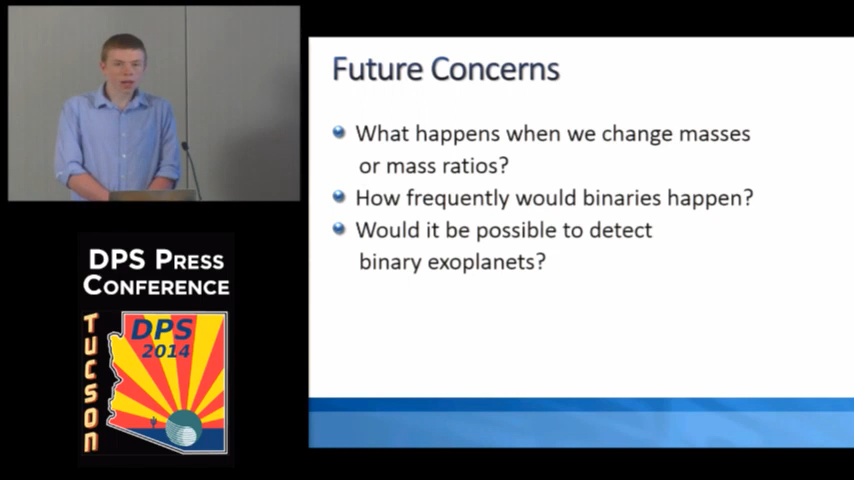 Future Concerns
What happens when we change masses
or mass ratios?
How frequently would binaries happen?
Would it be possible to detect
binary exoplanets?
DPS PRESS
CONFERENCE
TUCSON
DPS
2014